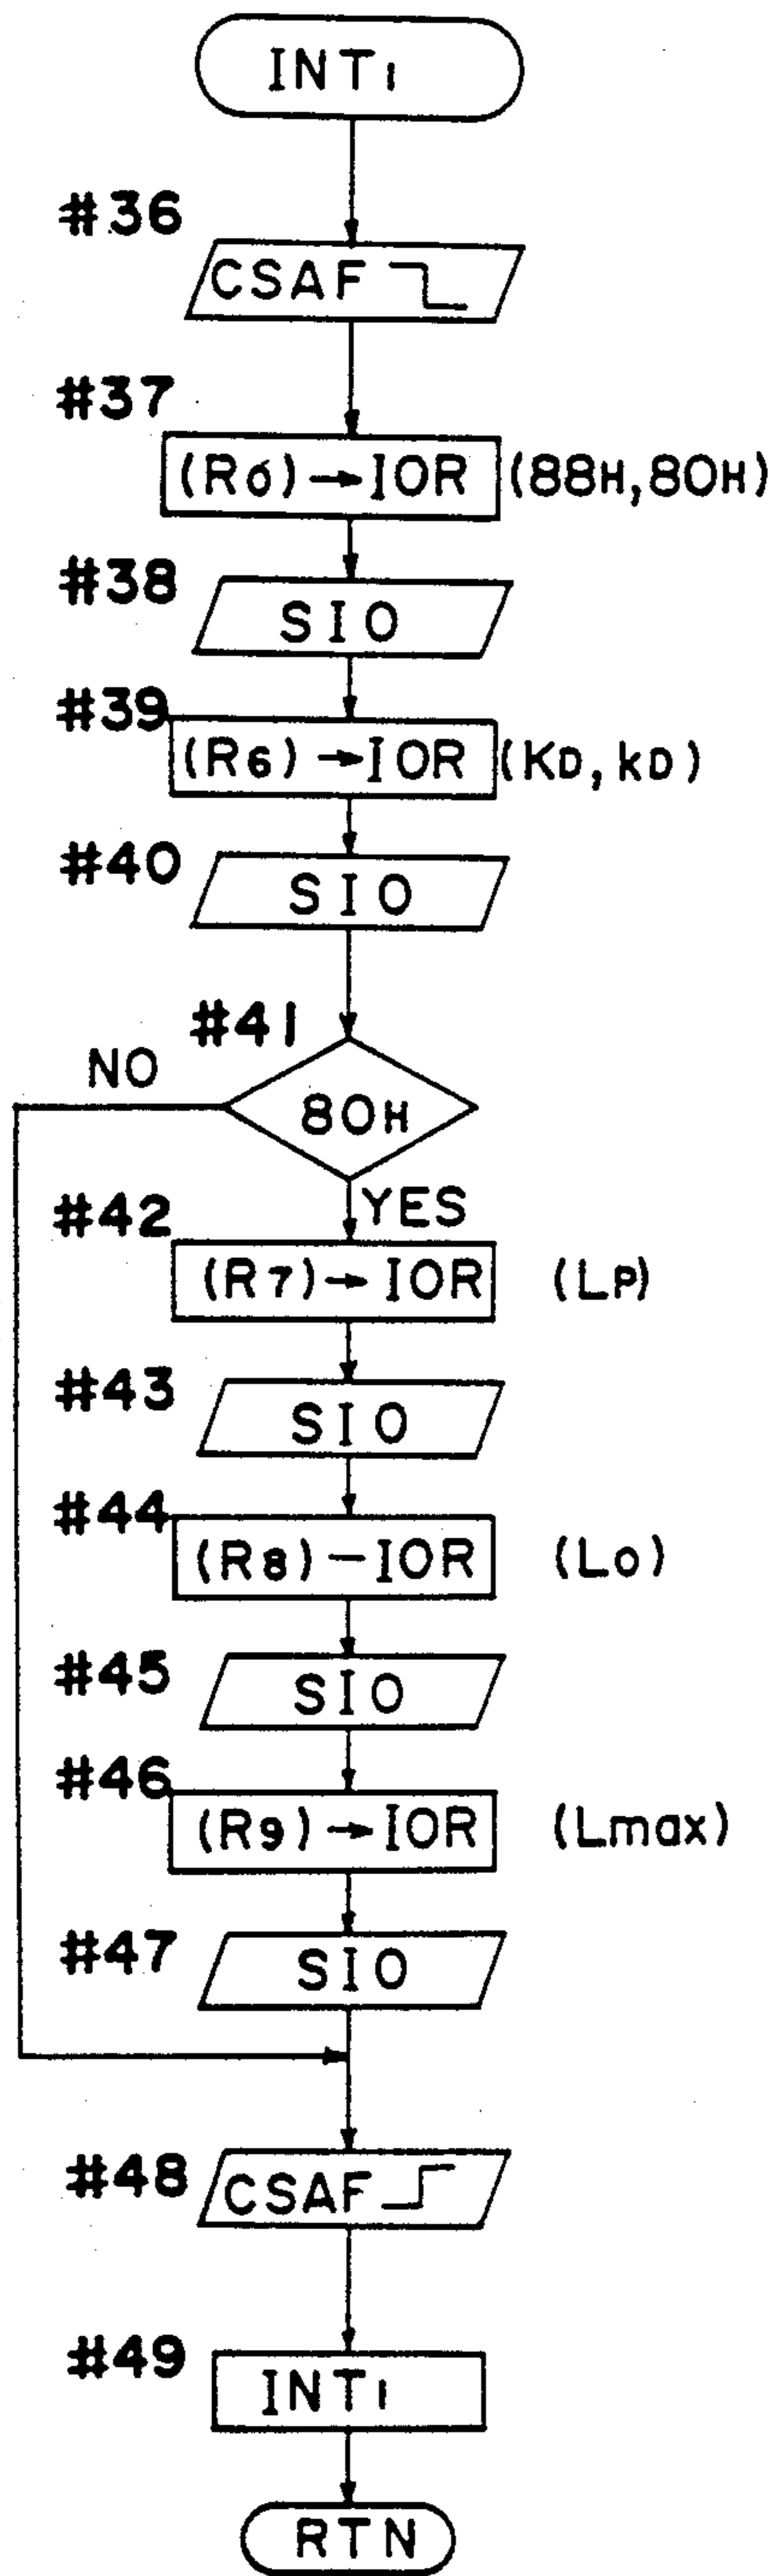 INT1
#36
CSAF
#37
(R0)→IOR (88H,80H)
#38
SIO
#39
(R6)→IOR (KD,kD)
#40
SIO
#41
NO
80H
YES
#42
(R7)→IOR (LP)
#43
SIO
#44
(R8)—IOR (Lo)
#45
SIO
#46
(R9)→IOR (Lmax)
#47
SIO
#48
CSAF
#49
INT1
RTN